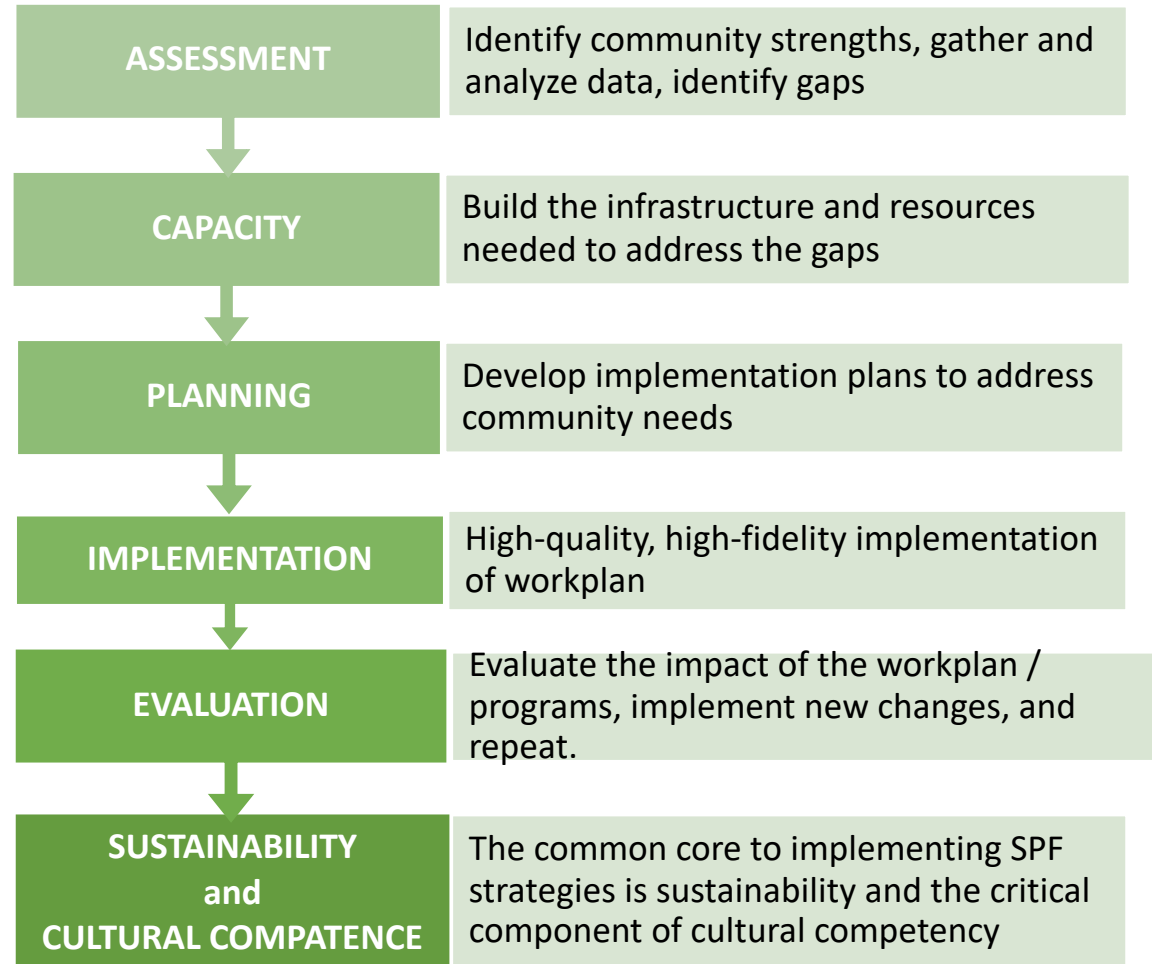 ASSESSMENT
Identify community strengths, gather and
analyze data, identify gaps
CAPACITY
Build the infrastructure and resources
needed to address the gaps
PLANNING
Develop implementation plans to address
community needs
IMPLEMENTATION
High-quality, high-fidelity implementation
of workplan
EVALUATION
Evaluate the impact of the workplan /
programs, implement new changes, and
repeat.
SUSTAINABILITY
and
CULTURAL COMPATENCE
The common core to implementing SPF
strategies is sustainability and the critical
component of cultural competency